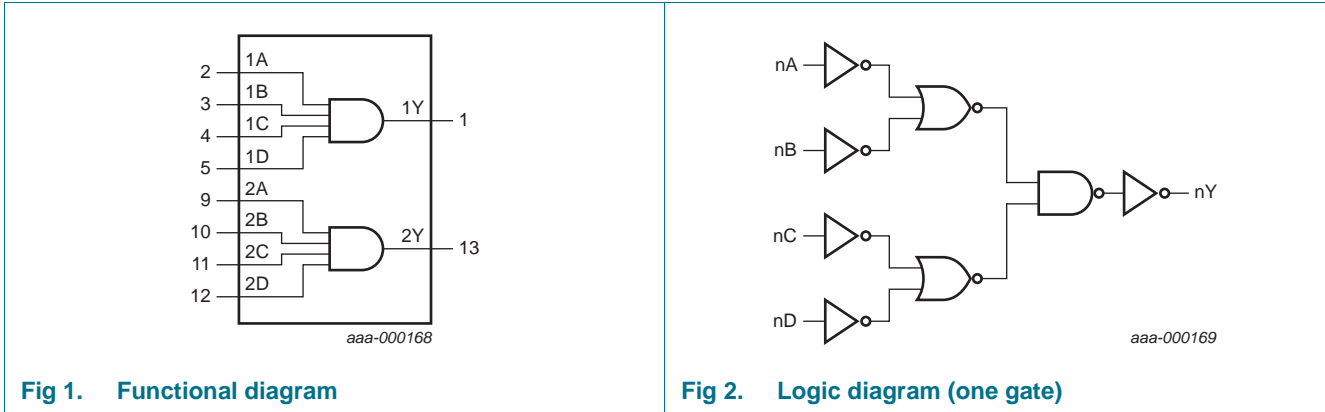 1A
2
1B
3
1Y
1
1C
4
1D
5
2A
9
2B
10
2Y
13
2C
11
2D
12
aaa-000168
Fig 1. Functional diagram
nA
nB
nY
nC
nD
aaa-000169
Fig 2. Logic diagram (one gate)